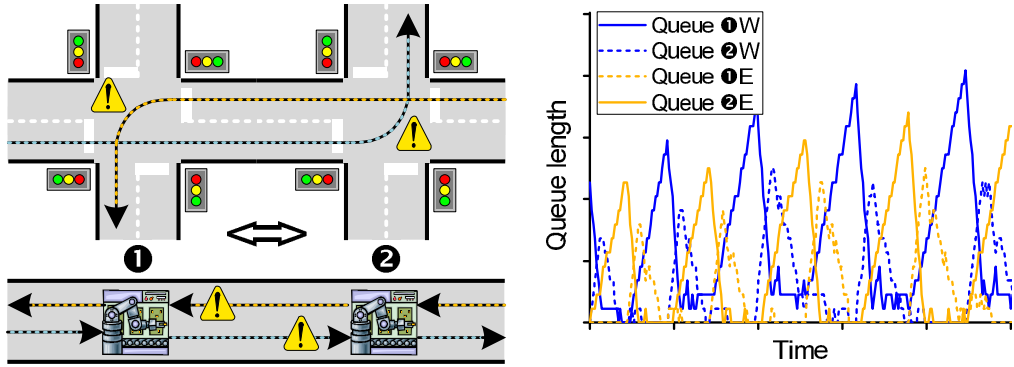 ❶
❷
Queue ❶W
Queue ❷W
Queue ❶E
Queue ❷E
Queue length
Time